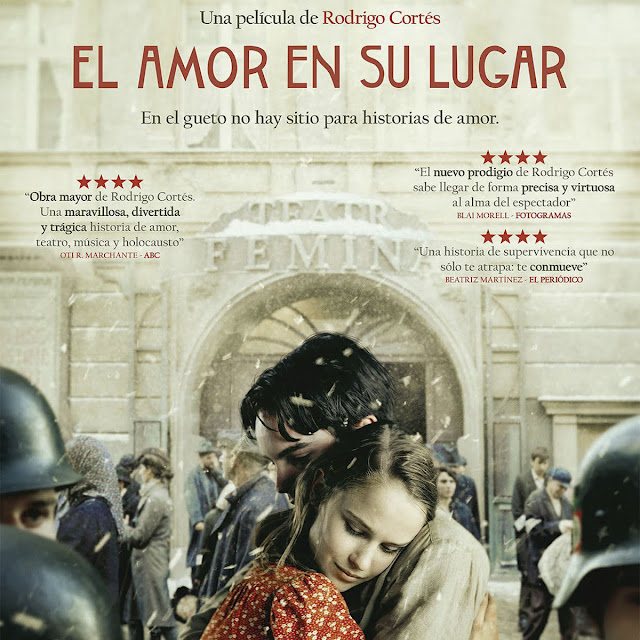 Una película de Rodrigo Cortés
EL AMOR EN SU LUGAR
En el gueto no hay sitio para historias de amor.
“Obra mayor de Rodrigo Cortés.
Una maravillosa, divertida
y trágica historia de amor,
teatro, música y holocausto”
OTI R. MARCHANTE - ABC
“El nuevo prodigio de Rodrigo Cortés
sabe llegar de forma precisa y virtuosa
al alma del espectador”
BLAI MORELL - FOTOGRAMAS
“Una historia de supervivencia que no
sólo te atrapa: te conmueve”
BEATRIZ MARTÍNEZ - EL PERIÓDICO
TEATR
FEMINA